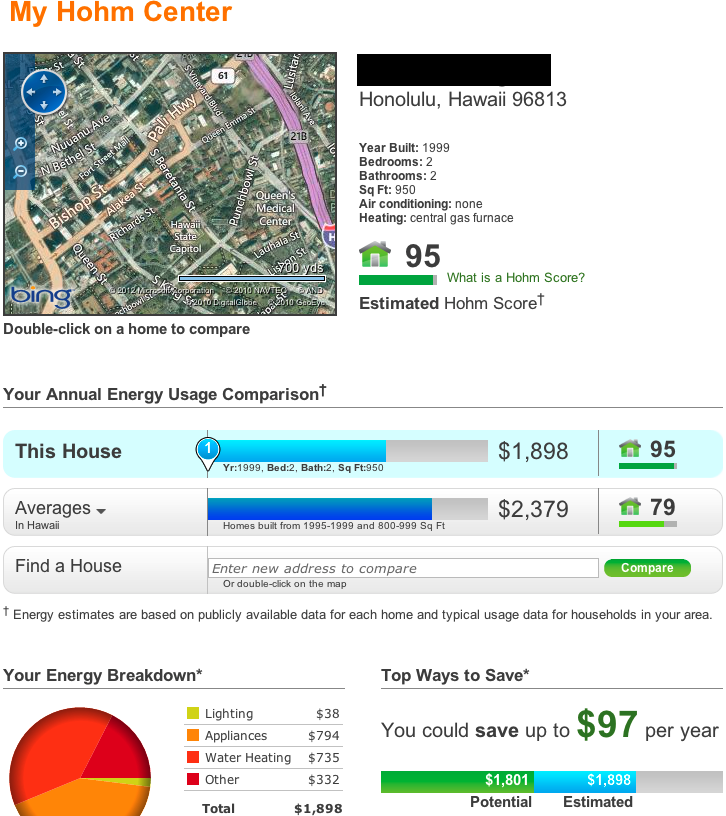 My Hohm Center
61
21B
Lusitana
Iolani Ave
S Vineyard Blvd
Pali Hwy
Queen Emma St
21B
Nuuanu Ave
N Bethel St
Fort Street Mall
S Beretania St
Punchbowl St
Bishop St
Alakea St
Richards St
Queen's
Medical
Center
Hawaii
State
Capitol
Lauhala St
Queen St
700 yds
bing
© 2012 Microsoft Corporation © 2010 NAVTEQ © AND
© 2010 DigitalGlobe © 2010 GeoEye
Double-click on a home to compare
Honolulu, Hawaii 96813
Year Built: 1999
Bedrooms: 2
Bathrooms: 2
Sq Ft: 950
Air conditioning: none
Heating: central gas furnace
95
What is a Hohm Score?
Estimated Hohm Score†
Your Annual Energy Usage Comparison†
This House 1 $1,898 95
Yr:1999, Bed:2, Bath:2, Sq Ft:950
Averages $2,379 79
In Hawaii Homes built from 1995-1999 and 800-999 Sq Ft
Find a House Enter new address to compare Compare
Or double-click on the map
† Energy estimates are based on publicly available data for each home and typical usage data for households in your area.
Your Energy Breakdown*
Lighting $38
Appliances $794
Water Heating $735
Other $332
Total $1,898
Top Ways to Save*
You could save up to $97 per year
$1,801 $1,898
Potential Estimated